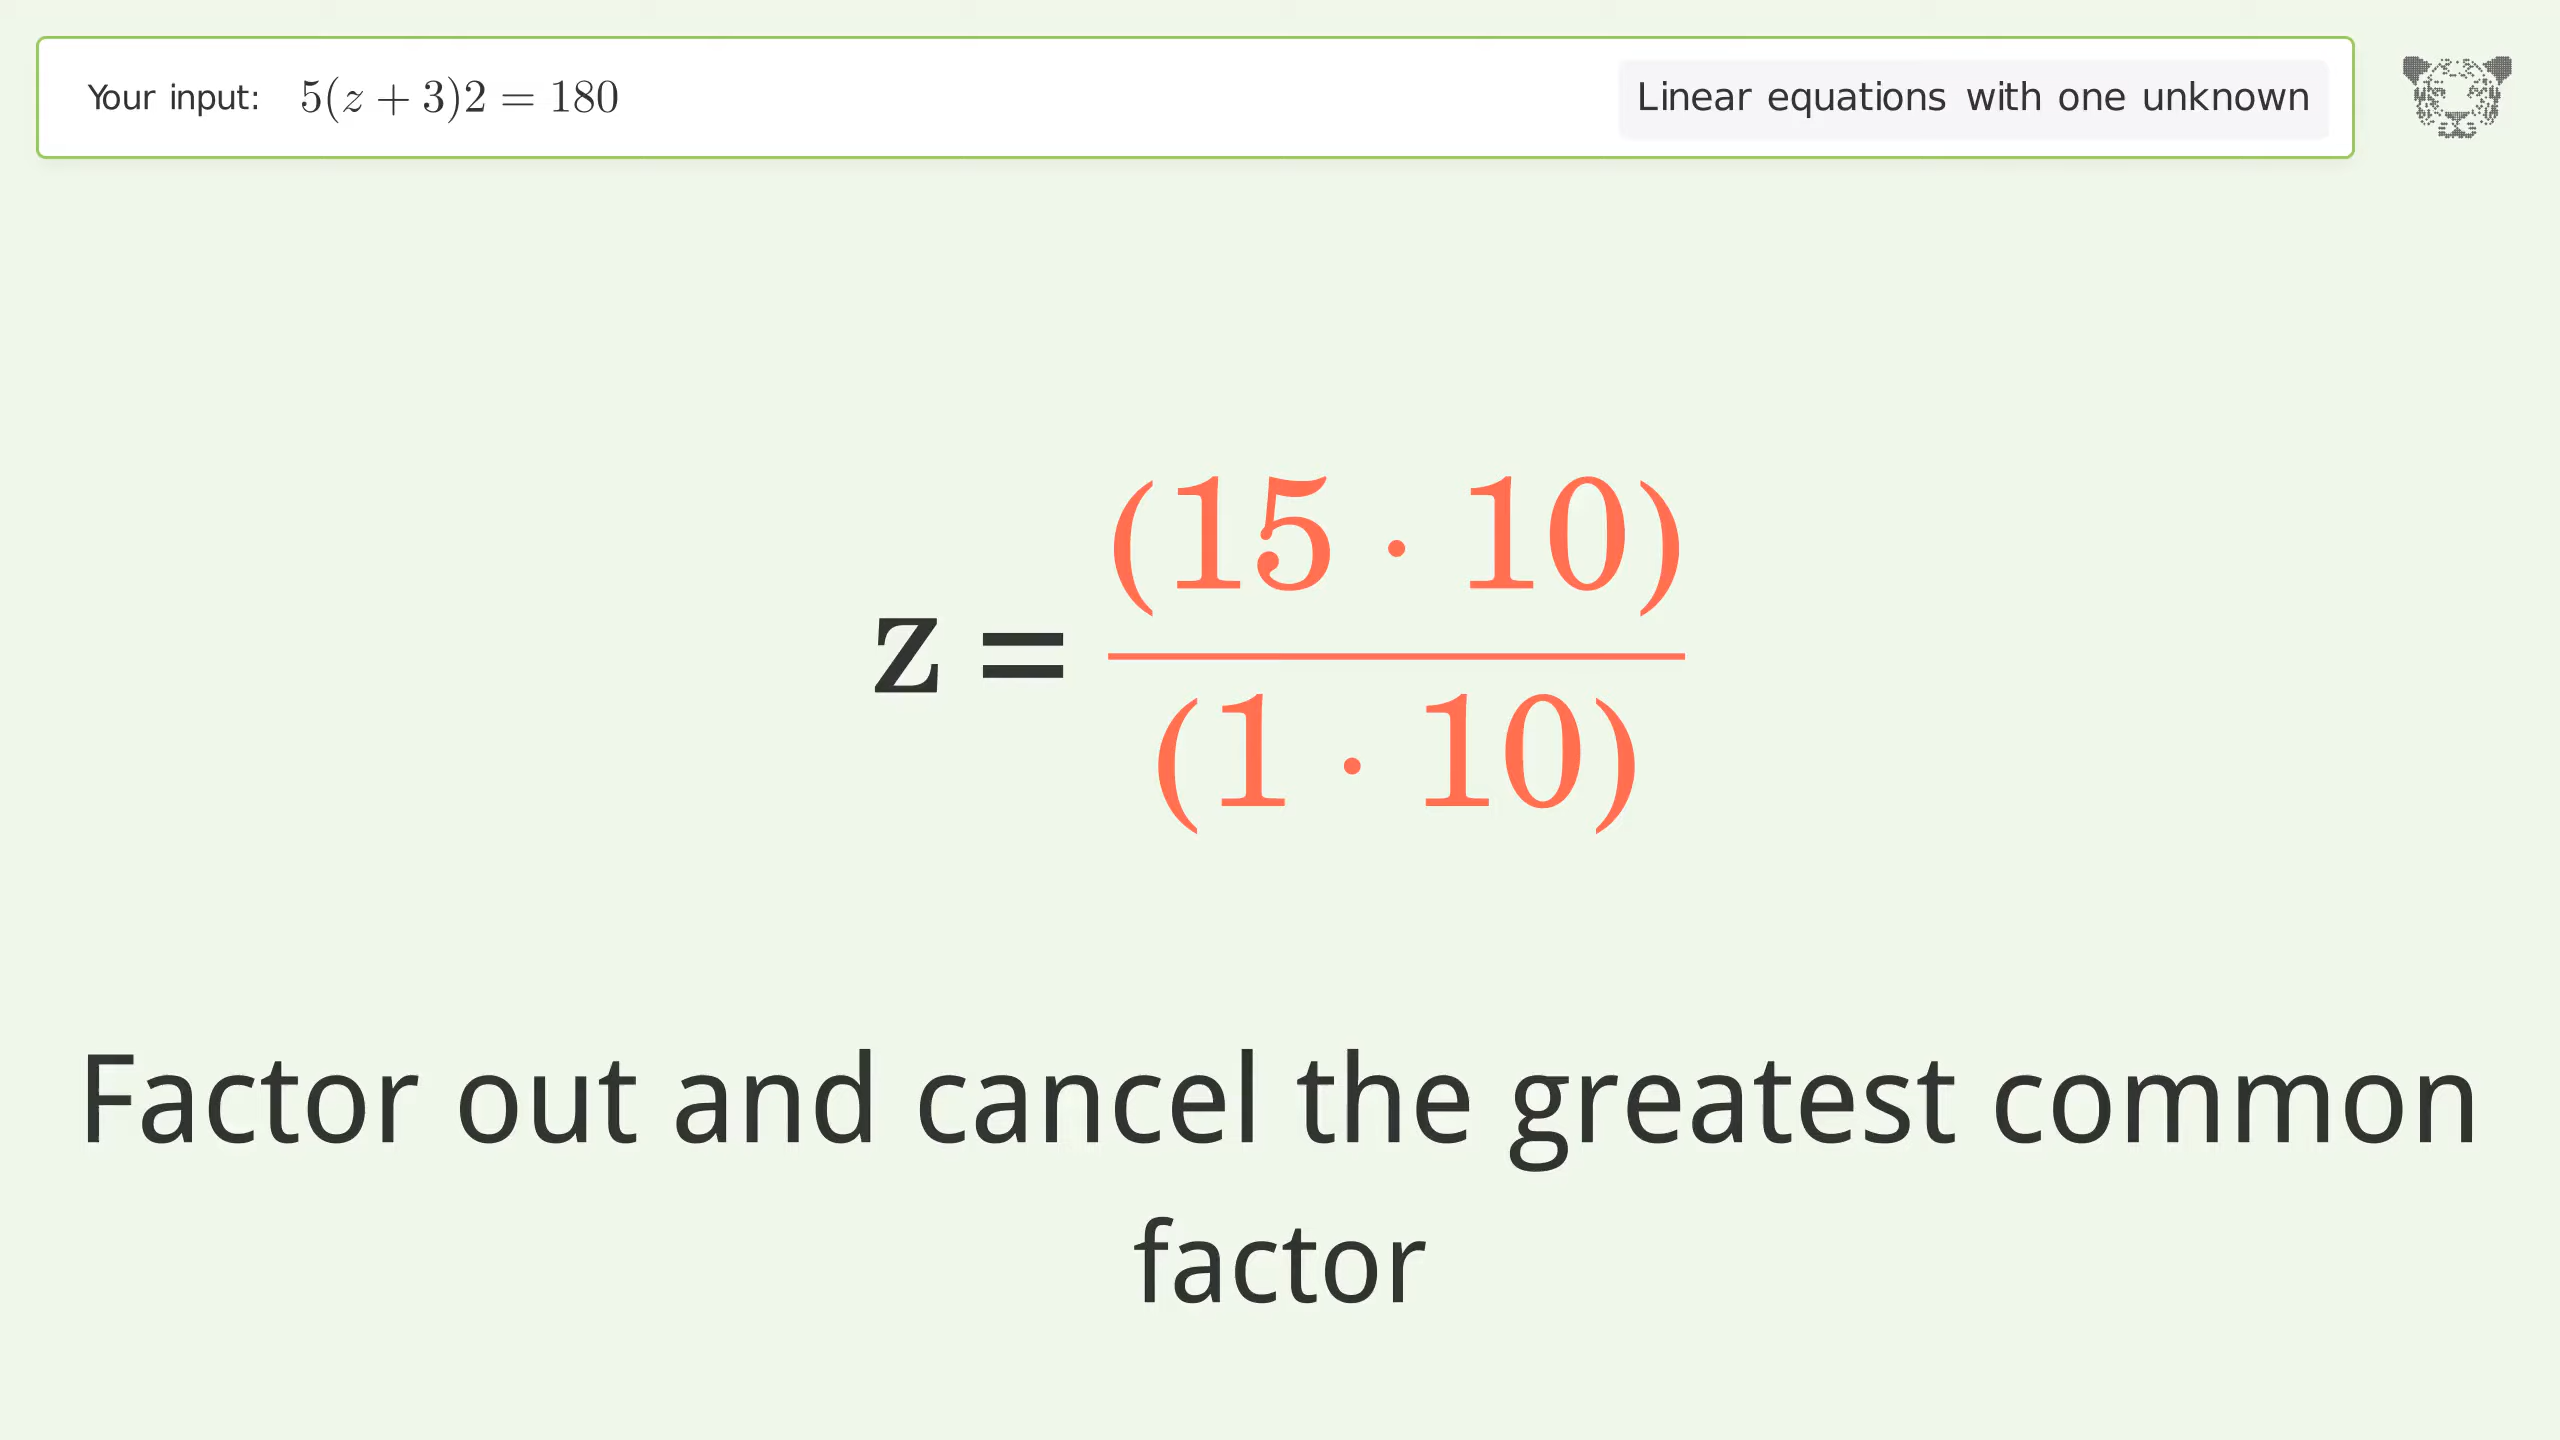 Your input: 5(z + 3)2 = 180
Linear equations with one unknown
z = (15 · 10) / (1 · 10)
Factor out and cancel the greatest common
factor